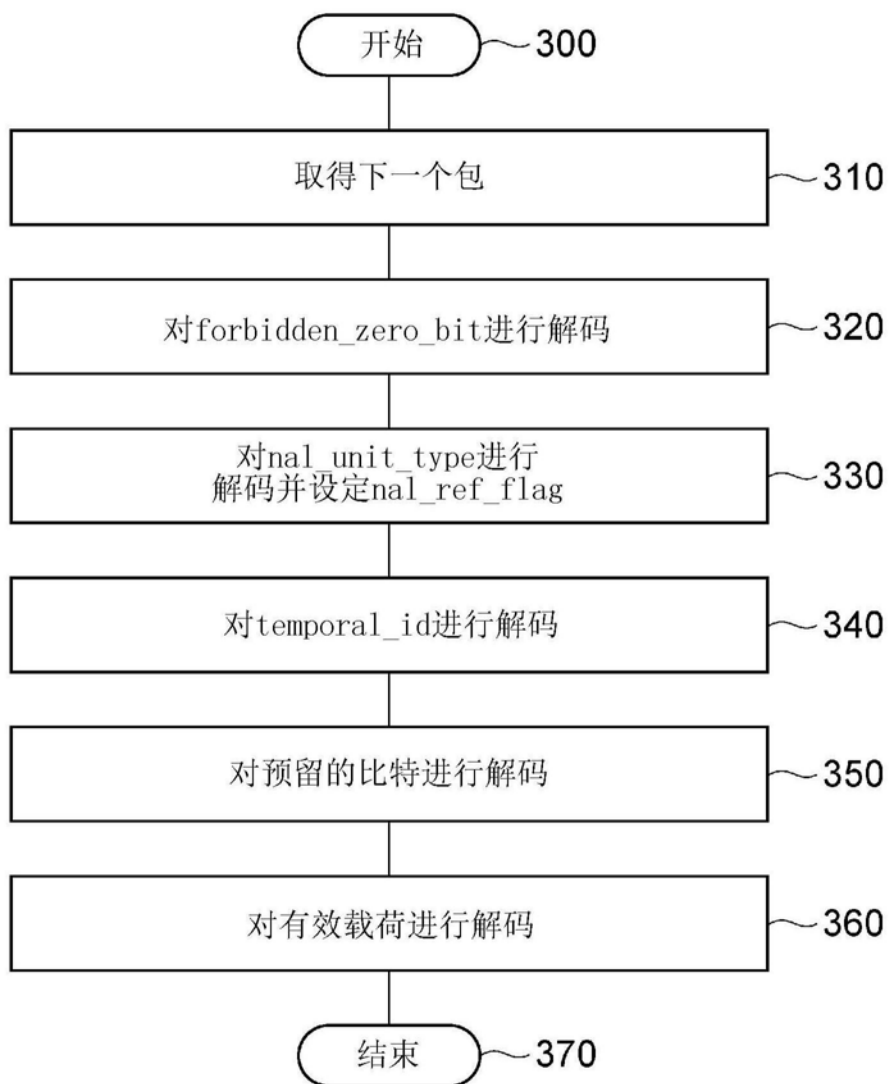 开始 300
取得下一个包 310
对forbidden_zero_bit进行解码 320
对nal_unit_type进行
解码并设定nal_ref_flag 330
对temporal_id进行解码 340
对预留的比特进行解码 350
对有效载荷进行解码 360
结束 370